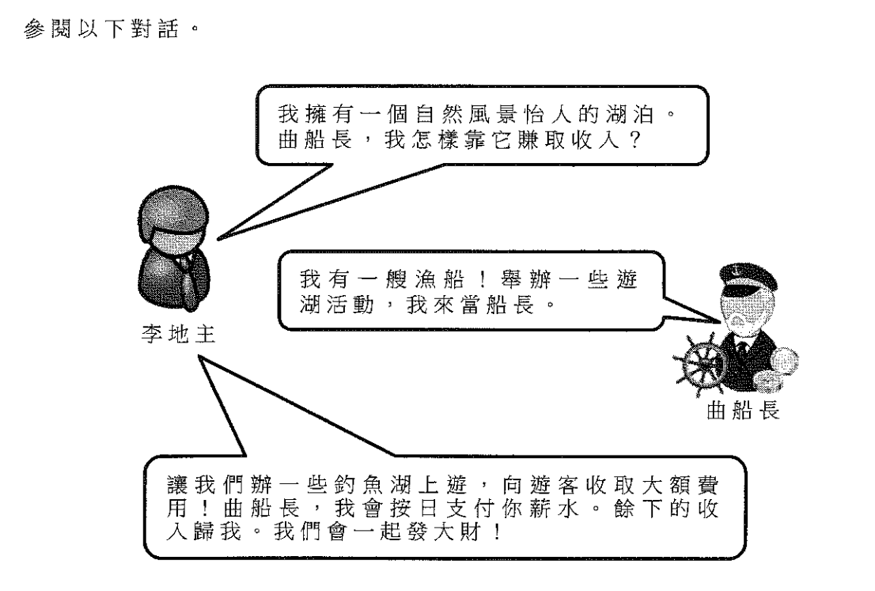 參閱以下對話。
我擁有一個自然風景怡人的湖泊。
曲船長，我怎樣靠它賺取收入？
我有一艘漁船！舉辦一些遊
湖活動，我來當船長。
李地主
曲船長
讓我們辦一些釣魚湖上遊，向遊客收取大額費
用！曲船長，我會按日支付你薪水。餘下的收
入歸我。我們會一起發大財！